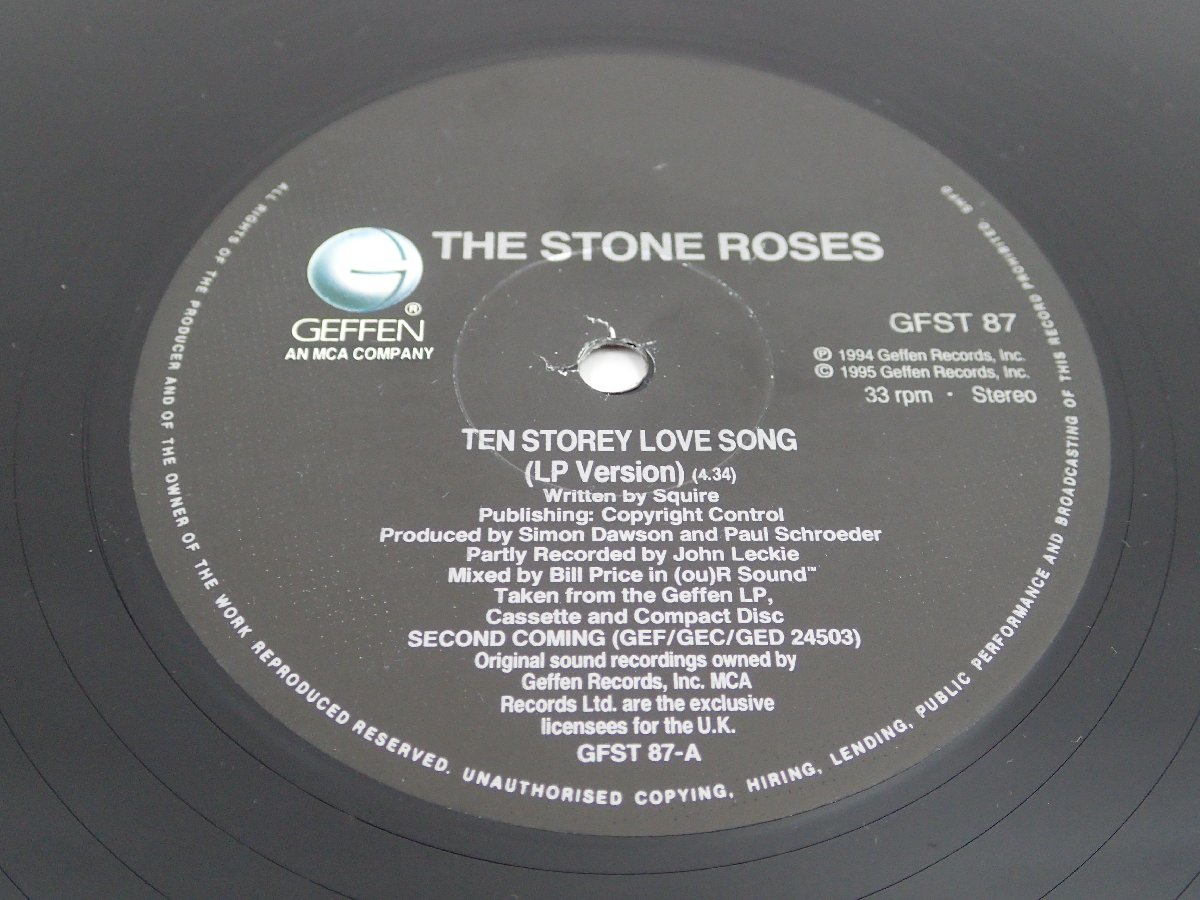 THE STONE ROSES
G
GEFFEN®
AN MCA COMPANY
GFST 87
℗ 1994 Geffen Records, Inc.
© 1995 Geffen Records, Inc.
33 rpm · Stereo
TEN STOREY LOVE SONG
(LP Version) (4.34)
Written by Squire
Publishing: Copyright Control
Produced by Simon Dawson and Paul Schroeder
Partly Recorded by John Leckie
Mixed by Bill Price in (ou)R Sound™
Taken from the Geffen LP,
Cassette and Compact Disc
SECOND COMING (GEF/GEC/GED 24503)
Original sound recordings owned by
Geffen Records, Inc. MCA
Records Ltd. are the exclusive
licensees for the U.K.
GFST 87-A
ALL RIGHTS OF THE PRODUCER AND OF THE OWNER OF THE WORK REPRODUCED RESERVED. UNAUTHORISED COPYING, HIRING, LENDING, PUBLIC PERFORMANCE AND BROADCASTING OF THIS RECORD PROHIBITED.